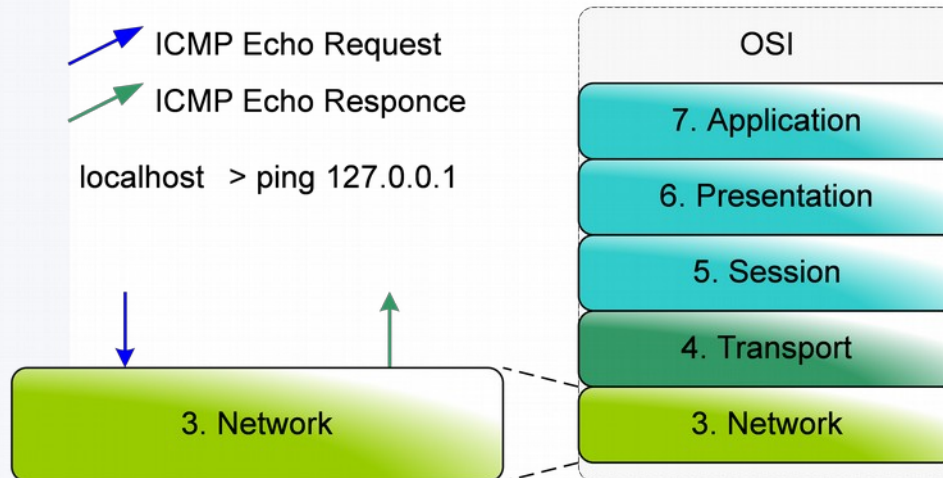 ICMP Echo Request
ICMP Echo Responce
localhost > ping 127.0.0.1
3. Network
OSI
7. Application
6. Presentation
5. Session
4. Transport
3. Network